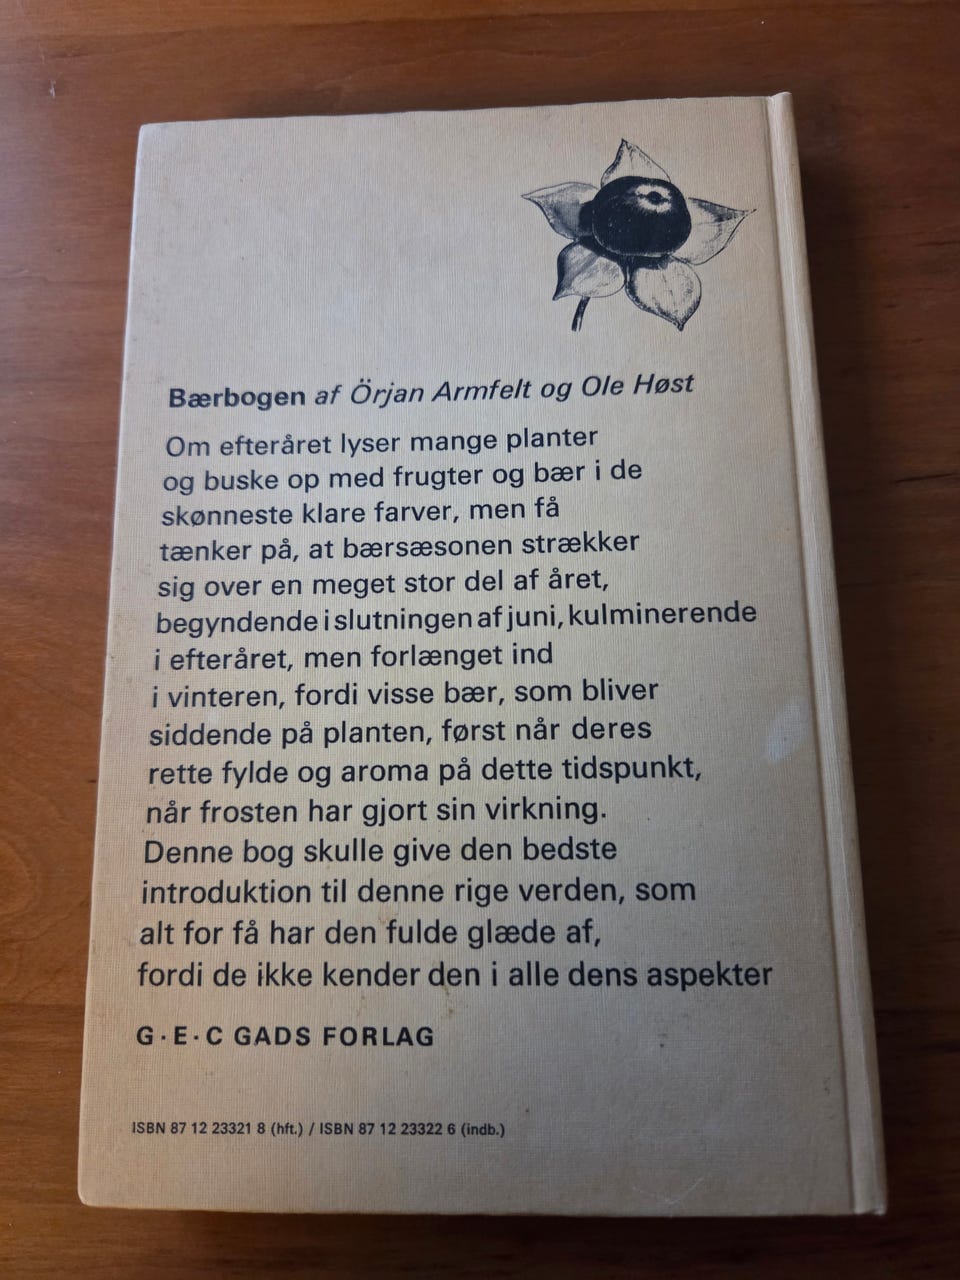 Bærbogen af Örjan Armfelt og Ole Høst
Om efteråret lyser mange planter
og buske op med frugter og bær i de
skønneste klare farver, men få
tænker på, at bærsæsonen strækker
sig over en meget stor del af året,
begyndende i slutningen af juni, kulminerende
i efteråret, men forlænget ind
i vinteren, fordi visse bær, som bliver
siddende på planten, først når deres
rette fylde og aroma på dette tidspunkt,
når frosten har gjort sin virkning.
Denne bog skulle give den bedste
introduktion til denne rige verden, som
alt for få har den fulde glæde af,
fordi de ikke kender den i alle dens aspekter
G·E·C GADS FORLAG
ISBN 87 12 23321 8 (hft.) / ISBN 87 12 23322 6 (indb.)